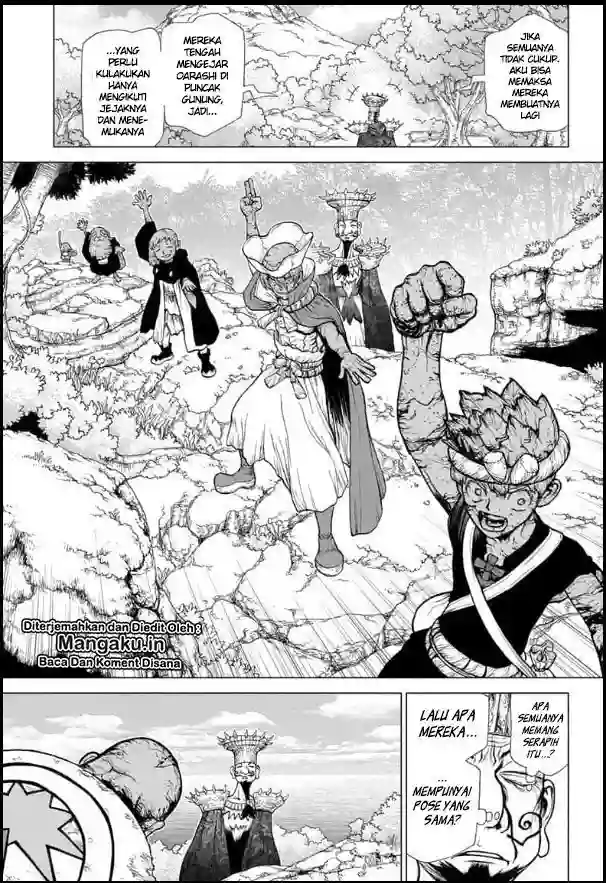 JIKA
SEMUANYA
TIDAK CUKUP.
AKU BISA
MEMAKSA
MEREKA
MEMBUATNYA
LAGI
MEREKA
TENGAH
MENGEJAR
OARASHI DI
PUNCAK
GUNUNG,
JADI...
...YANG
PERLU
KULAKUKAN
HANYA
MENGIKUTI
JEJAKNYA
DAN MENE-
MUKANYA
Diterjemahkan dan Diedit Oleh :
Mangaku.in
Baca Dan Koment Disana
APA
SEMUANYA
MEMANG
SERAPIH
ITU...?
LALU APA
MEREKA...
...
MEMPUNYAI
POSE YANG
SAMA?